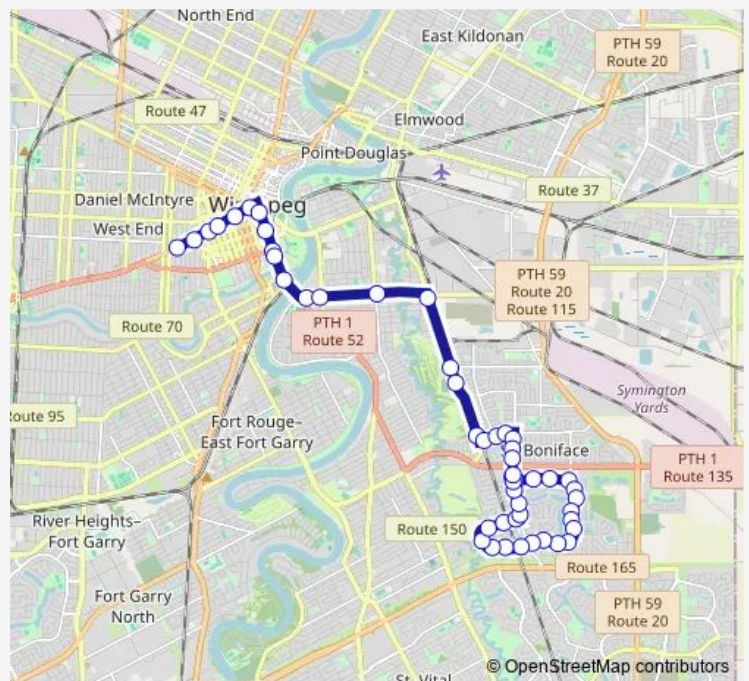 North End
East Kildonan
PTH 59
Route 20
Route 47
Elmwood
Point Douglas
Route 37
Daniel McIntyre
West End
PTH 59
Route 20
Route 115
Route 70
PTH 1
Route 52
Symington
Yards
Route 95
Fort Rouge–
East Fort Garry
Boniface
PTH 1
Route 135
River Heights–
Fort Garry
Route 150
Route 165
Fort Garry
North
PTH 59
Route 20
St. Vital
© OpenStreetMap contributors